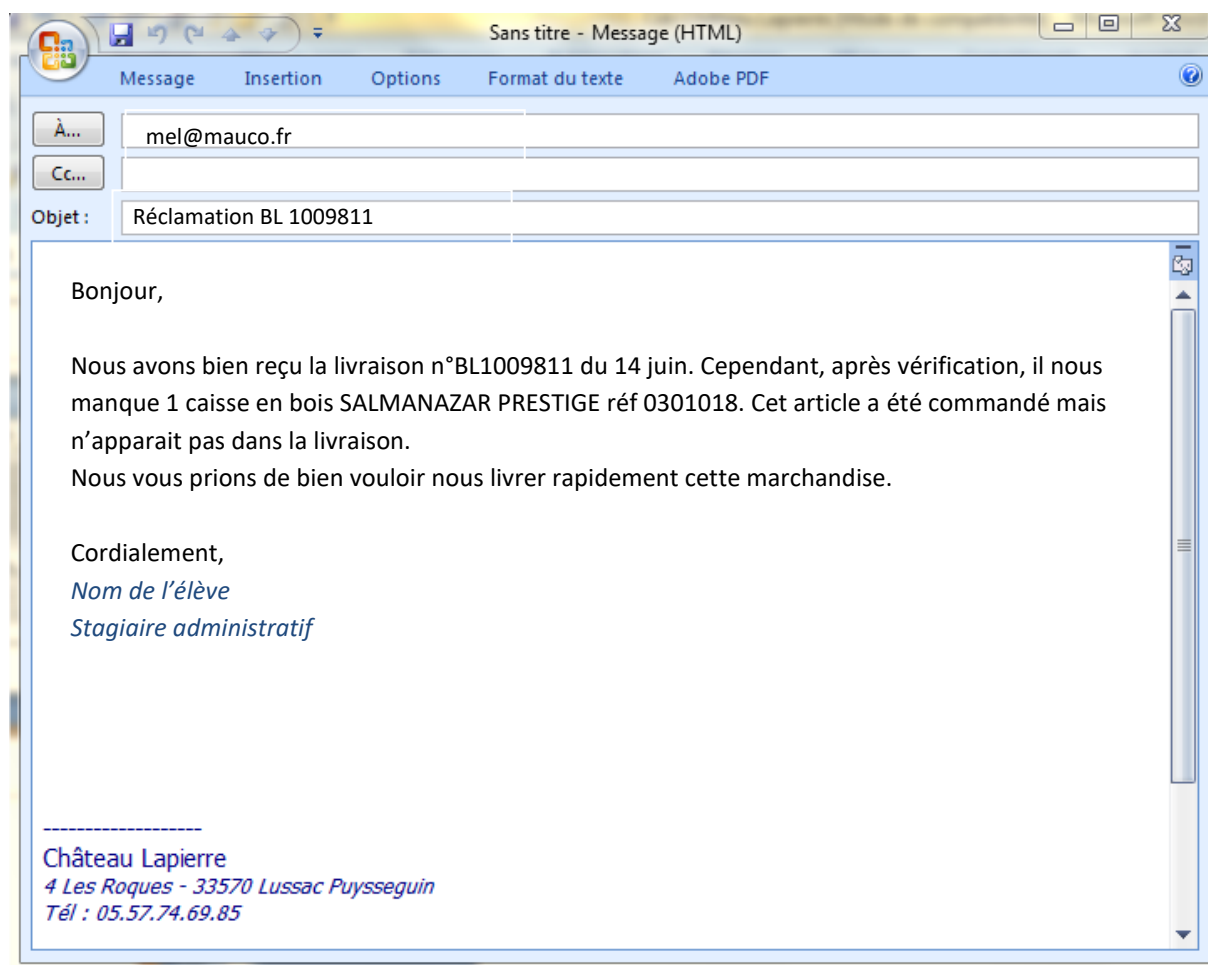 Sans titre - Message (HTML)
Message Insertion Options Format du texte Adobe PDF
À... mel@mauco.fr
Cc...
Objet : Réclamation BL 1009811
Bonjour,
Nous avons bien reçu la livraison n°BL1009811 du 14 juin. Cependant, après vérification, il nous
manque 1 caisse en bois SALMANAZAR PRESTIGE réf 0301018. Cet article a été commandé mais
n’apparait pas dans la livraison.
Nous vous prions de bien vouloir nous livrer rapidement cette marchandise.
Cordialement,
Nom de l’élève
Stagiaire administratif
-------------------
Château Lapierre
4 Les Roques - 33570 Lussac Puysseguin
Tél : 05.57.74.69.85